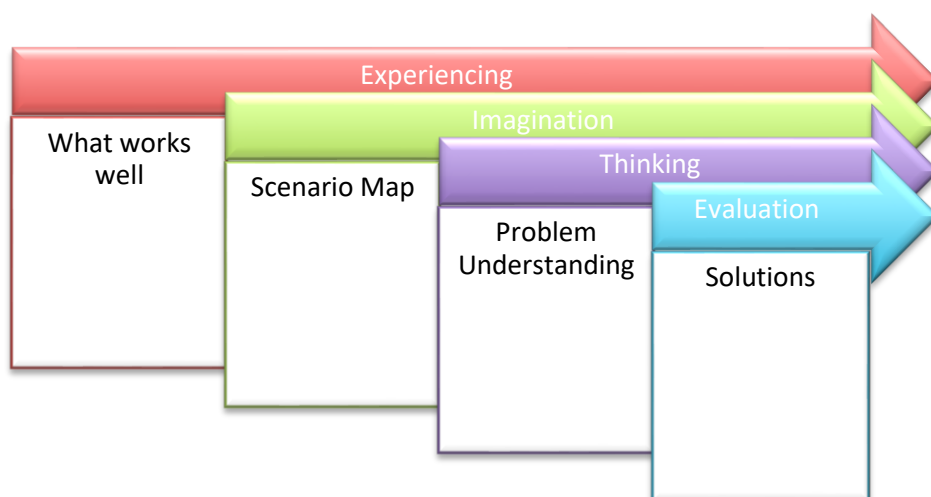 Experiencing
What works
well
Imagination
Scenario Map
Thinking
Problem
Understanding
Evaluation
Solutions